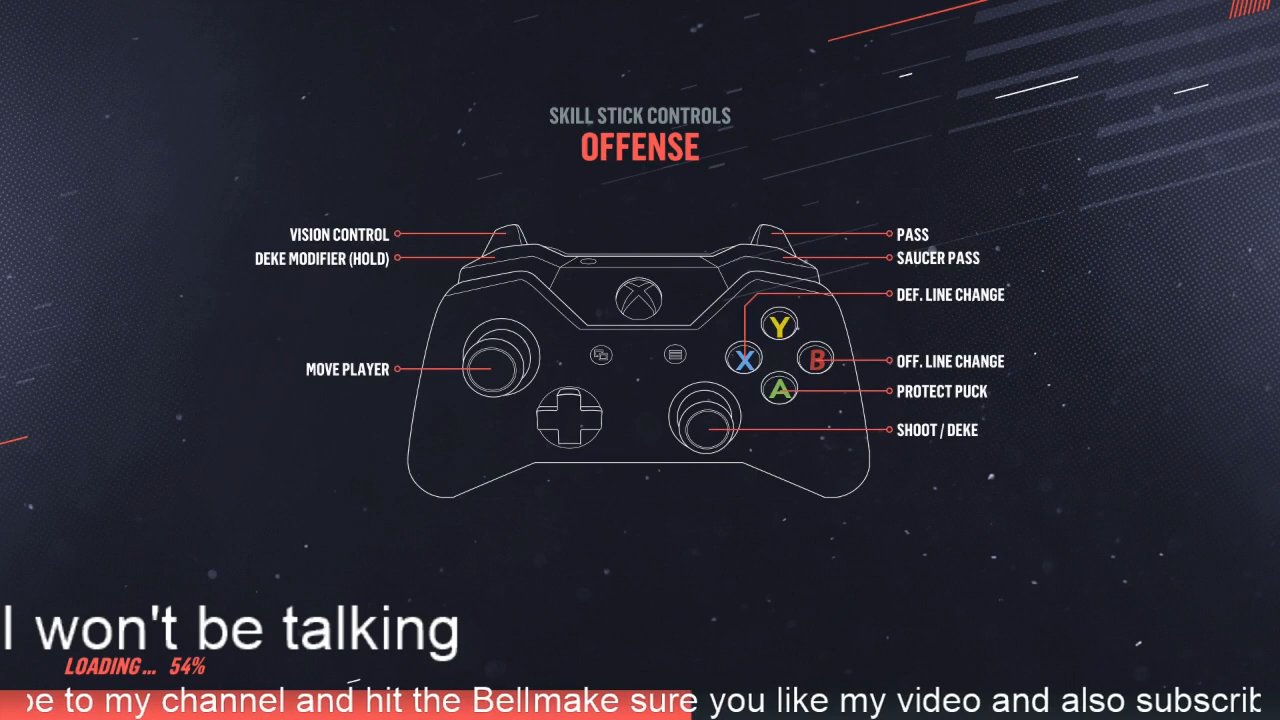 SKILL STICK CONTROLS
OFFENSE
VISION CONTROL
DEKE MODIFIER (HOLD)
MOVE PLAYER
PASS
SAUCER PASS
DEF. LINE CHANGE
OFF. LINE CHANGE
PROTECT PUCK
SHOOT / DEKE
Y
X
B
A
I won't be talking
LOADING... 54%
to my channel and hit the Bellmake sure you like my video and also subscrib